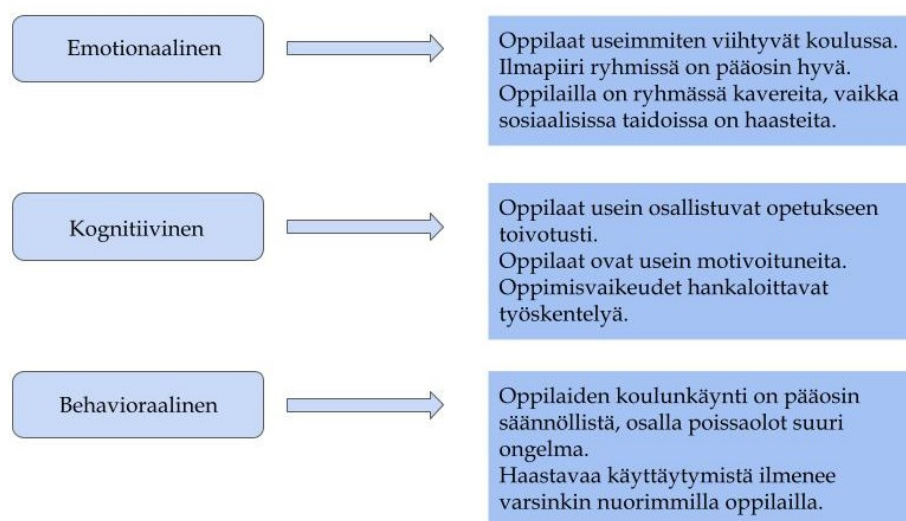 Emotionaalinen
Oppilaat useimmiten viihtyvät koulussa.
Ilmapiiri ryhmissä on pääosin hyvä.
Oppilailla on ryhmässä kavereita, vaikka
sosiaalisissa taidoissa on haasteita.
Kognitiivinen
Oppilaat usein osallistuvat opetukseen
toivotusti.
Oppilaat ovat usein motivoituneita.
Oppimisvaikeudet hankaloittavat
työskentelyä.
Behavioraalinen
Oppilaiden koulunkäynti on pääosin
säännöllistä, osalla poissaolot suuri
ongelma.
Haastavaa käyttäytymistä ilmenee
varsinkin nuorimmilla oppilailla.